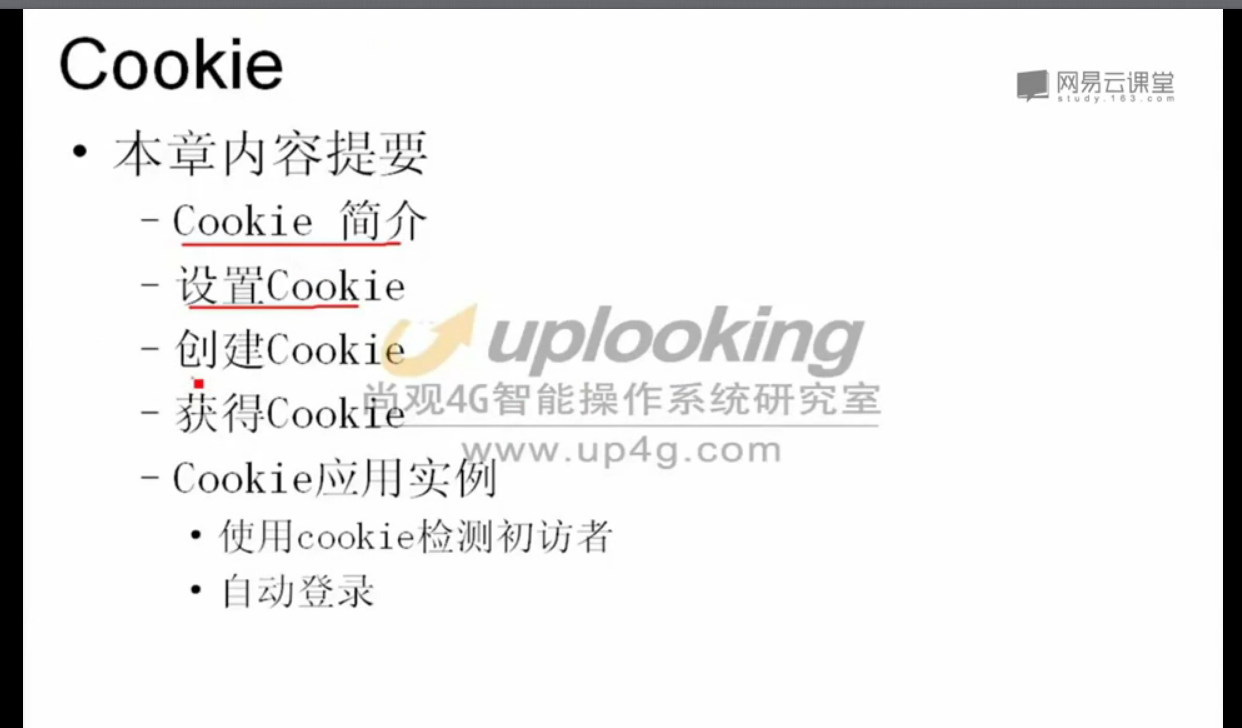 Cookie
网易云课堂
study.163.com
• 本章内容提要
– Cookie 简介
– 设置Cookie
– 创建Cookie
– 获得Cookie
– Cookie应用实例
• 使用cookie检测初访者
• 自动登录
uplooking
尚观4G智能操作系统研究室
www.up4g.com